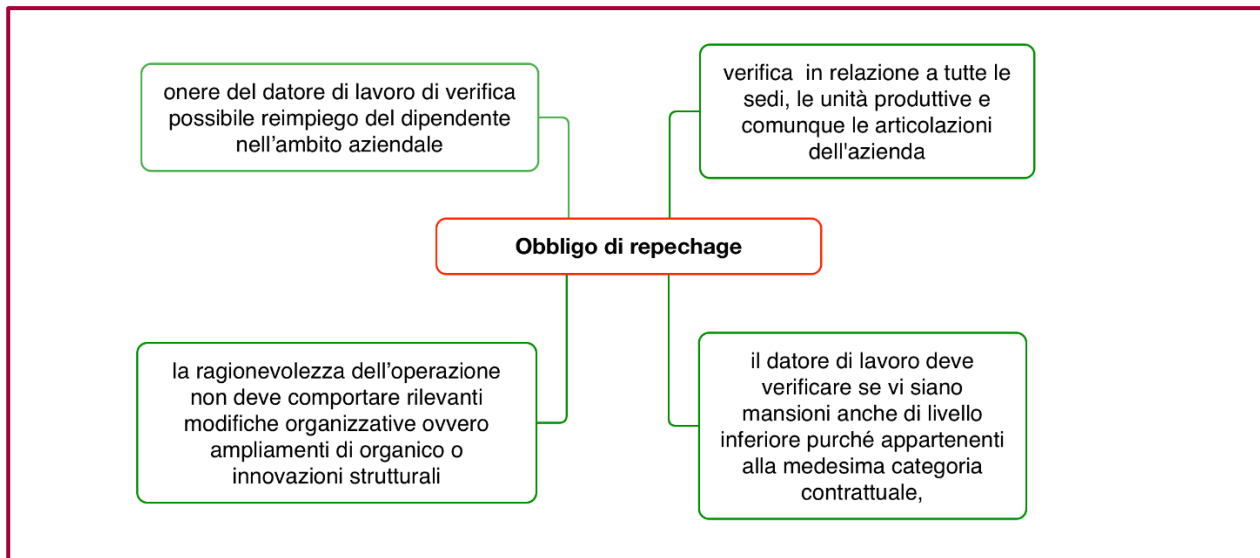 onere del datore di lavoro di verifica
possibile reimpiego del dipendente
nell'ambito aziendale
verifica  in relazione a tutte le
sedi, le unità produttive e
comunque le articolazioni
dell'azienda
Obbligo di repechage
la ragionevolezza dell'operazione
non deve comportare rilevanti
modifiche organizzative ovvero
ampliamenti di organico o
innovazioni strutturali
il datore di lavoro deve
verificare se vi siano
mansioni anche di livello
inferiore purché appartenenti
alla medesima categoria
contrattuale,